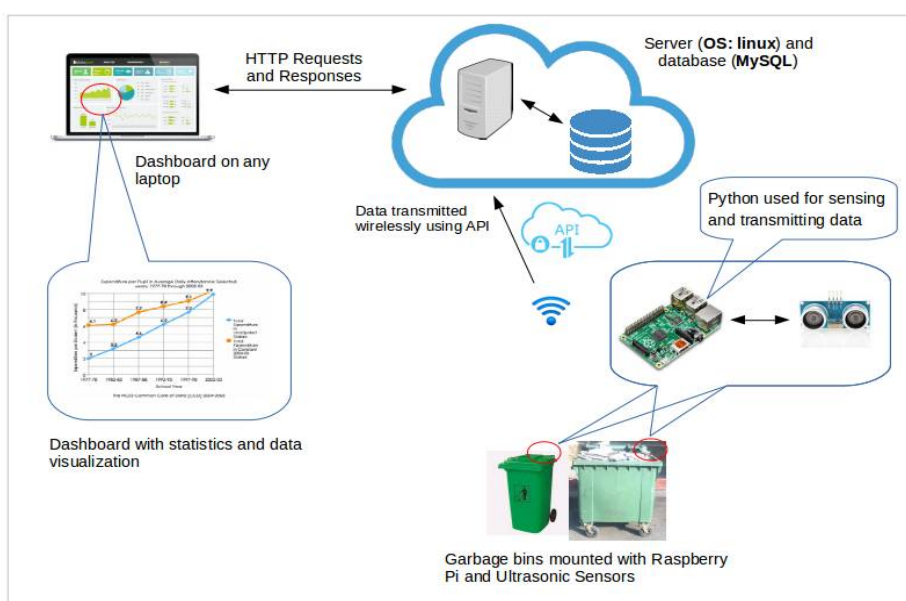 HTTP Requests
and Responses
Server (OS: linux) and
database (MySQL)
Dashboard on any
laptop
Data transmitted
wirelessly using API
API
Python used for sensing
and transmitting data
School Year
Dashboard with statistics and data
visualization
Garbage bins mounted with Raspberry
Pi and Ultrasonic Sensors